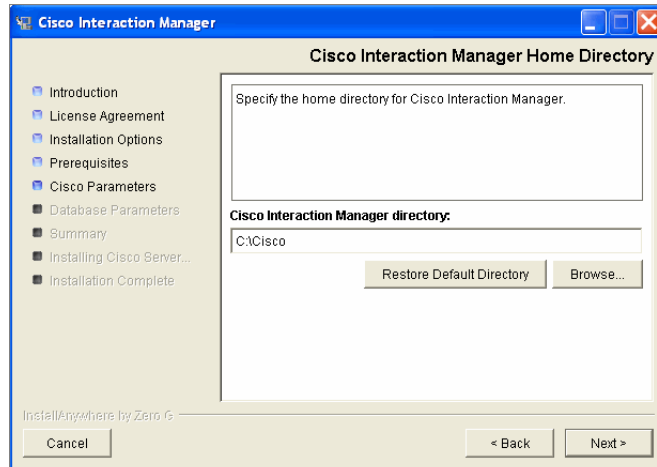 Cisco Interaction Manager
Cisco Interaction Manager Home Directory
Introduction
License Agreement
Installation Options
Prerequisites
Cisco Parameters
Database Parameters
Summary
Installing Cisco Server...
Installation Complete
Specify the home directory for Cisco Interaction Manager.
Cisco Interaction Manager directory:
C:\Cisco
Restore Default Directory
Browse...
InstallAnywhere by Zero G
Cancel
< Back
Next >